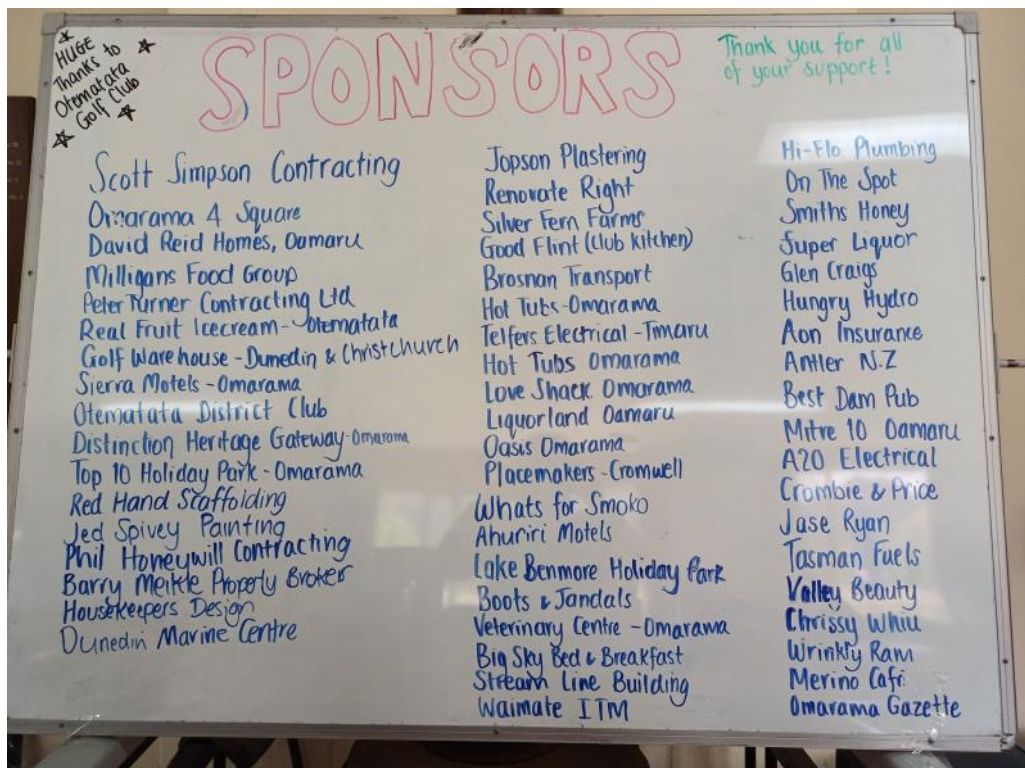 HUGE
Thanks to
Otematata
Golf Club
SPONSORS
Thank you for all
of your support!
Scott Simpson Contracting
Omarama 4 Square
David Reid Homes, Oamaru
Milligans Food Group
Peter Turner Contracting Ltd
Real Fruit Icecream - Otematata
Golf Warehouse - Dunedin & Christchurch
Sierra Motels - Omarama
Otematata District Club
Distinction Heritage Gateway - Omarama
Top 10 Holiday Park - Omarama
Red Hand Scaffolding
Jed Spivey Painting
Phil Honeywill Contracting
Barry Meikle Property Broker
Housekeepers Design
Dunedin Marine Centre
Jopson Plastering
Renovate Right
Silver Fern Farms
Good Flint (Club kitchen)
Brosnan Transport
Hot Tubs - Omarama
Telfers Electrical - Timaru
Hot Tubs Omarama
Love Shack Omarama
Liquorland Oamaru
Oasis Omarama
Placemakers - Cromwell
Whats for Smoko
Ahuriri Motels
Lake Benmore Holiday Park
Boots & Jandals
Veterinary Centre - Omarama
Big Sky Bed & Breakfast
Stream Line Building
Waimate ITM
Hi-Flo Plumbing
On The Spot
Smiths Honey
Super Liquor
Glen Craigs
Hungry Hydro
Aon Insurance
Antler N.Z
Best Dam Pub
Mitre 10 Oamaru
A20 Electrical
Crombie & Price
Jase Ryan
Tasman Fuels
Valley Beauty
Chrissy Whiu
Wrinkly Ram
Merino Cafe
Omarama Gazette